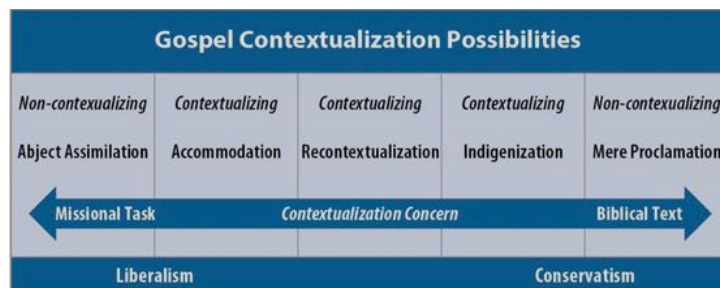 Gospel Contextualization Possibilities
Non-contexualizing Contextualizing Contextualizing Contextualizing Non-contexualizing
Abject Assimilation Accommodation Recontextualization Indigenization Mere Proclamation
Missional Task Contextualization Concern Biblical Text
Liberalism Conservatism